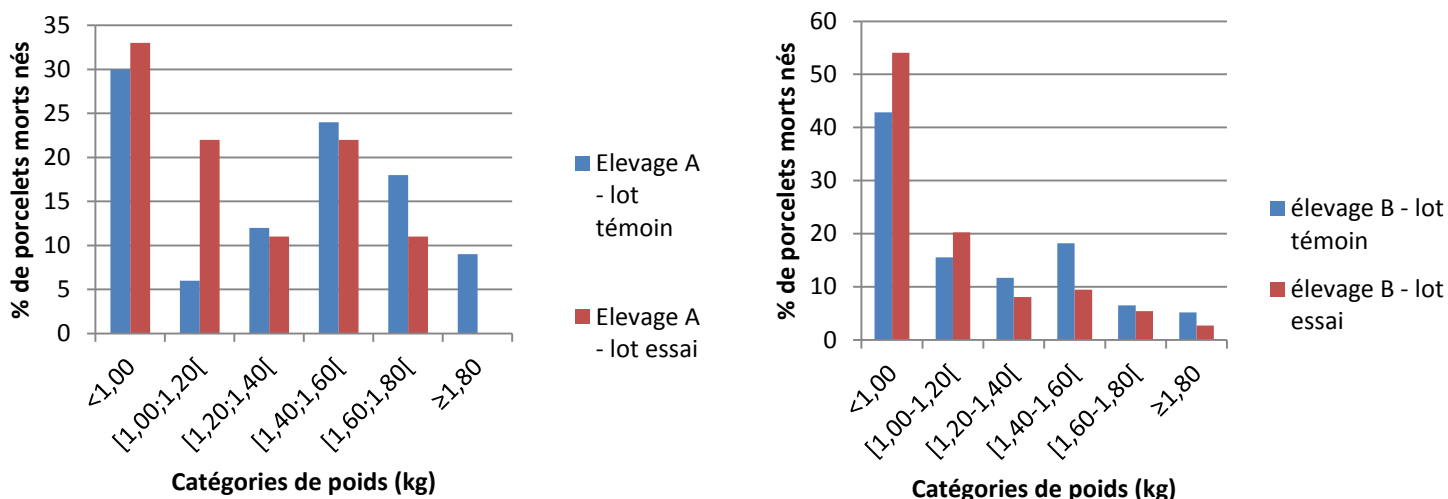 % de porcelets morts nés
35
30
25
20
15
10
5
0
<1,00
[1,00;1,20[
[1,20;1,40[
[1,40;1,60[
[1,60;1,80[
≥1,80
Catégories de poids (kg)
Elevage A
- lot
témoin
Elevage A
- lot essai
% de porcelets morts nés
60
50
40
30
20
10
0
<1,00
[1,00-1,20[
[1,20-1,40[
[1,40-1,60[
[1,60-1,80[
≥1,80
Catégories de poids (kg)
élevage B - lot
témoin
élevage B - lot
essai